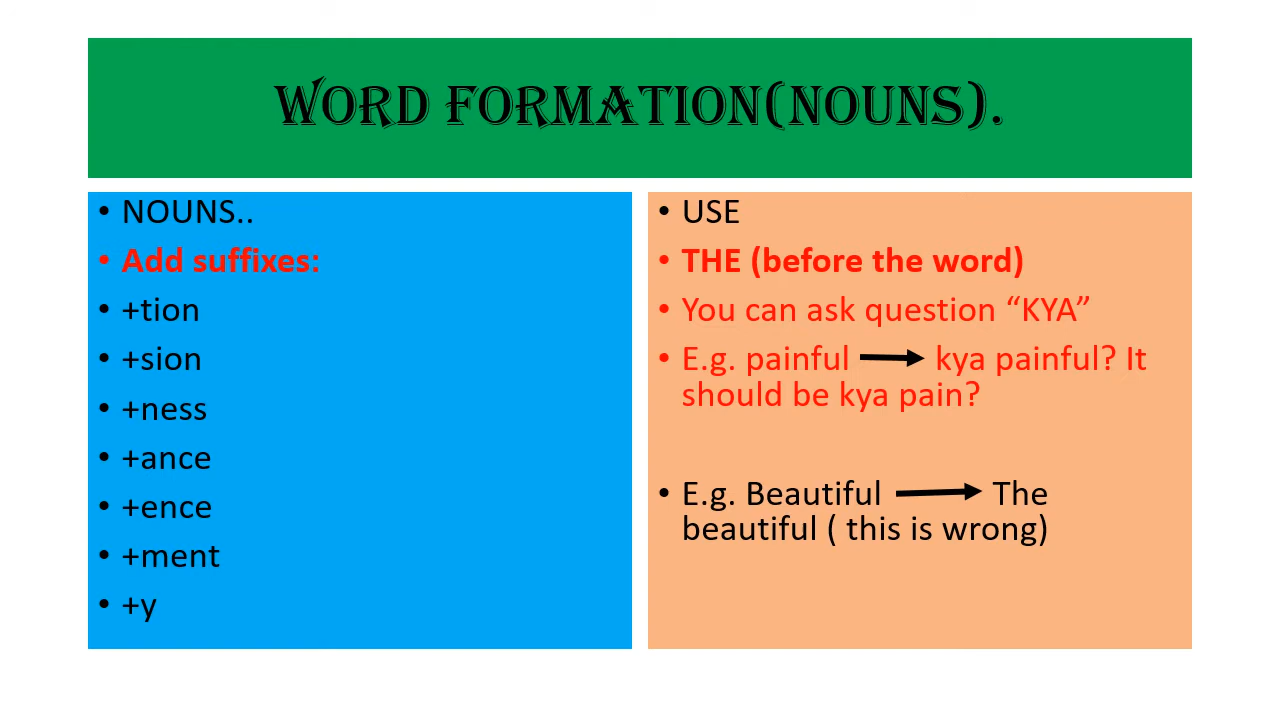 WORD FORMATION(NOUNS).
• NOUNS..
• Add suffixes:
• +tion
• +sion
• +ness
• +ance
• +ence
• +ment
• +y
• USE
• THE (before the word)
• You can ask question “KYA”
• E.g. painful → kya painful? It
should be kya pain?
• E.g. Beautiful → The
beautiful ( this is wrong)